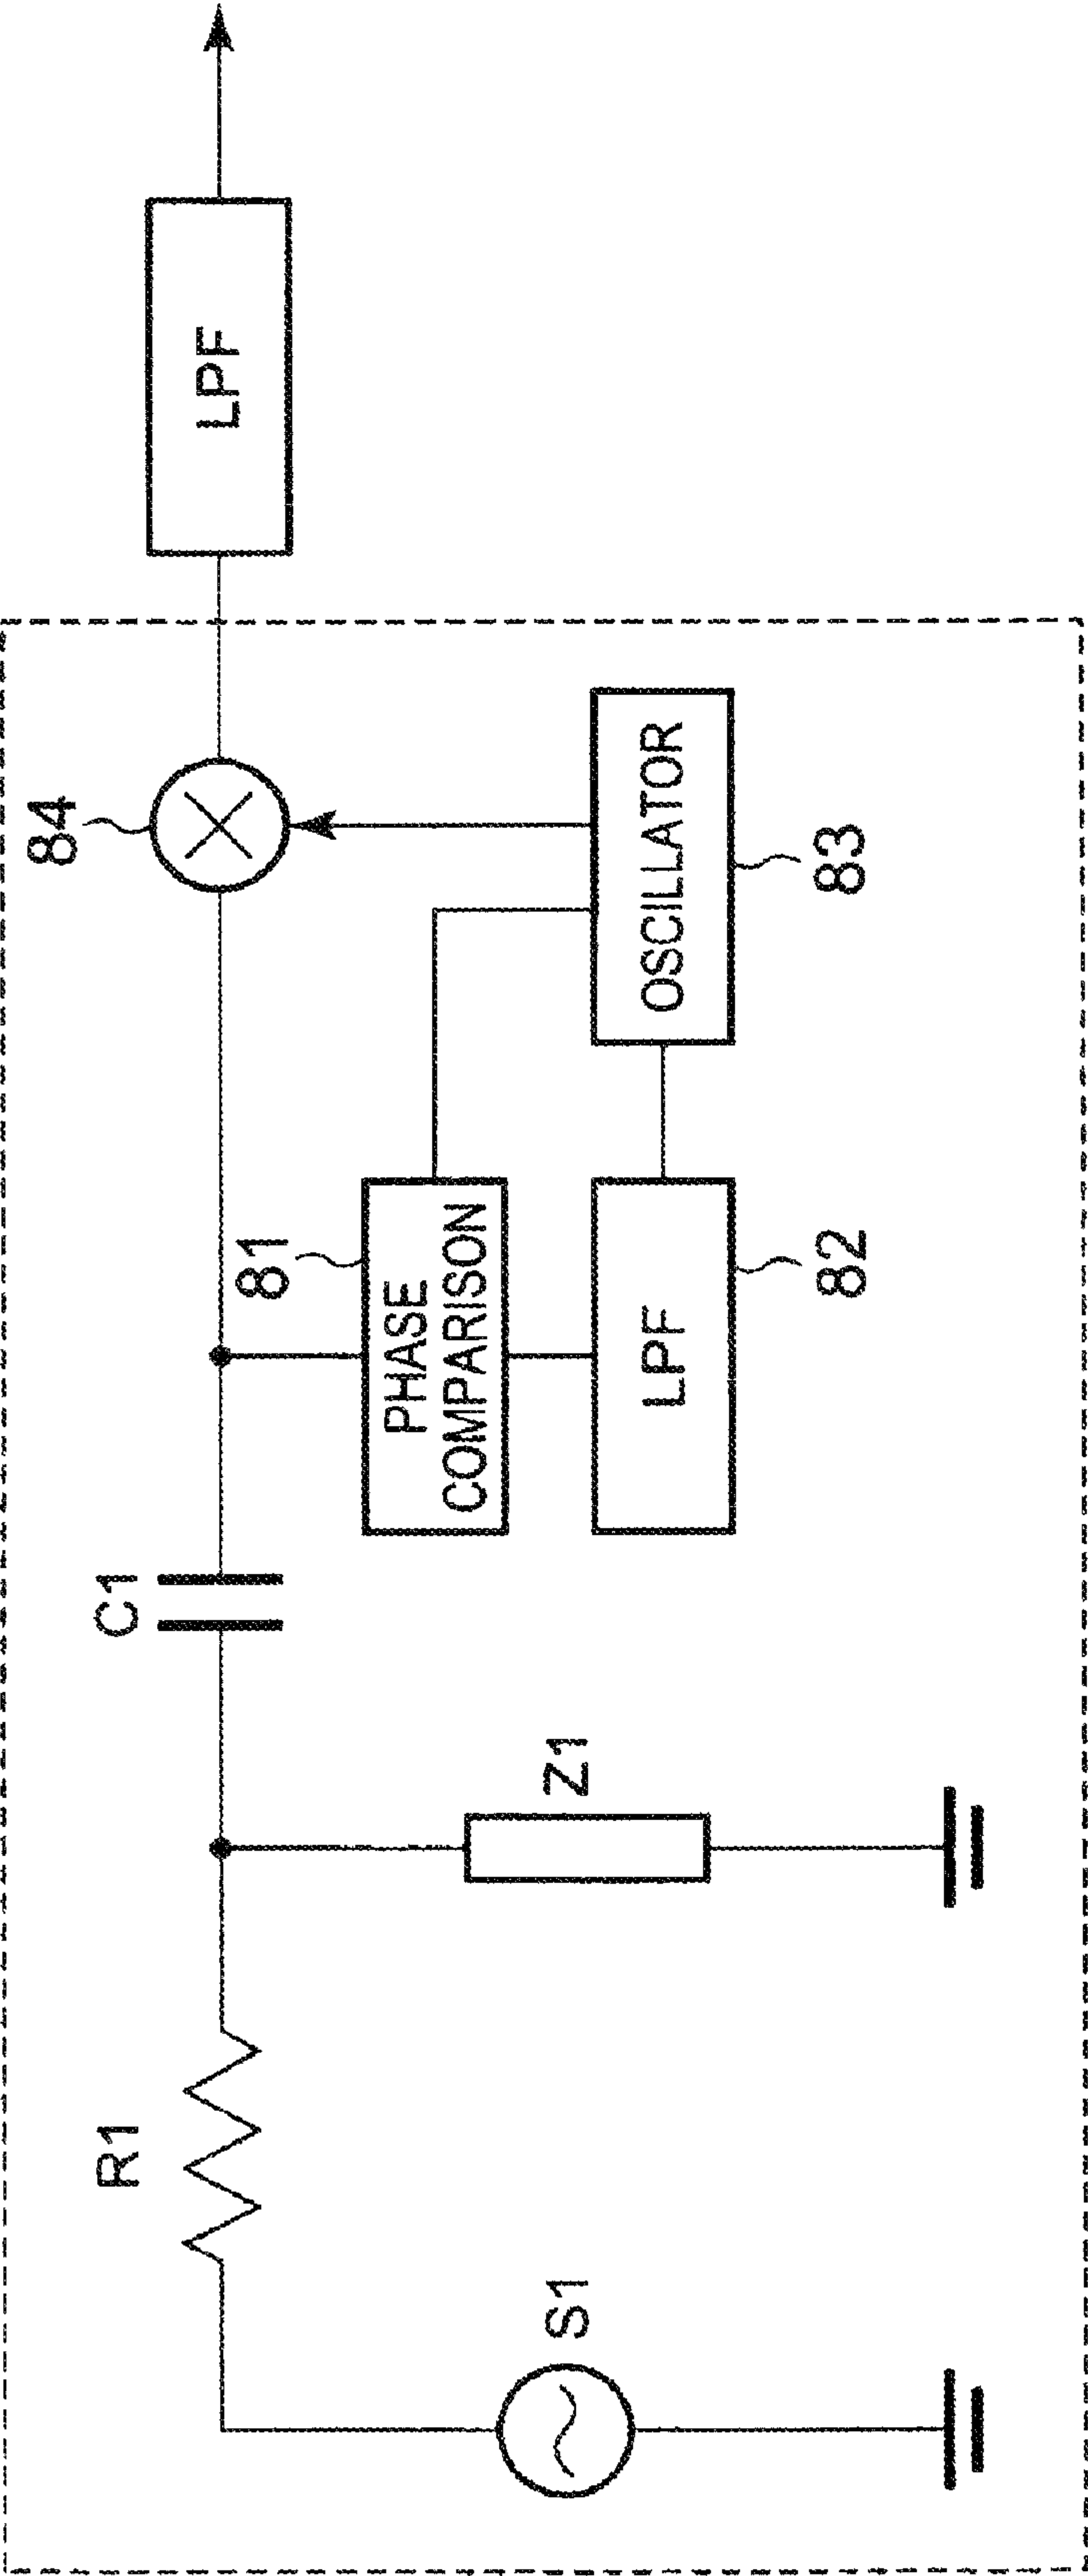 R1
C1
84
LPF
S1
Z1
81
PHASE
COMPARISON
LPF
82
OSCILLATOR
83